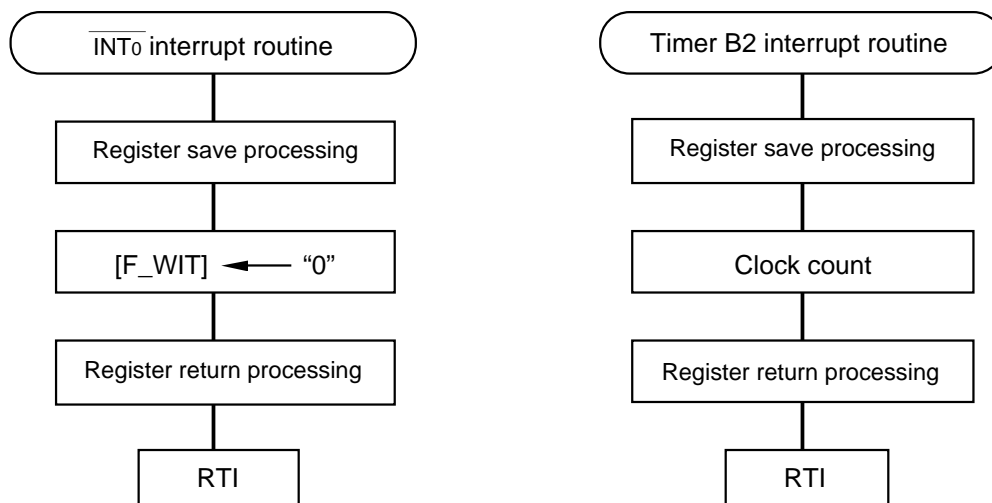 INT0 interrupt routine
Register save processing
[F_WIT] ← “0”
Register return processing
RTI
Timer B2 interrupt routine
Register save processing
Clock count
Register return processing
RTI